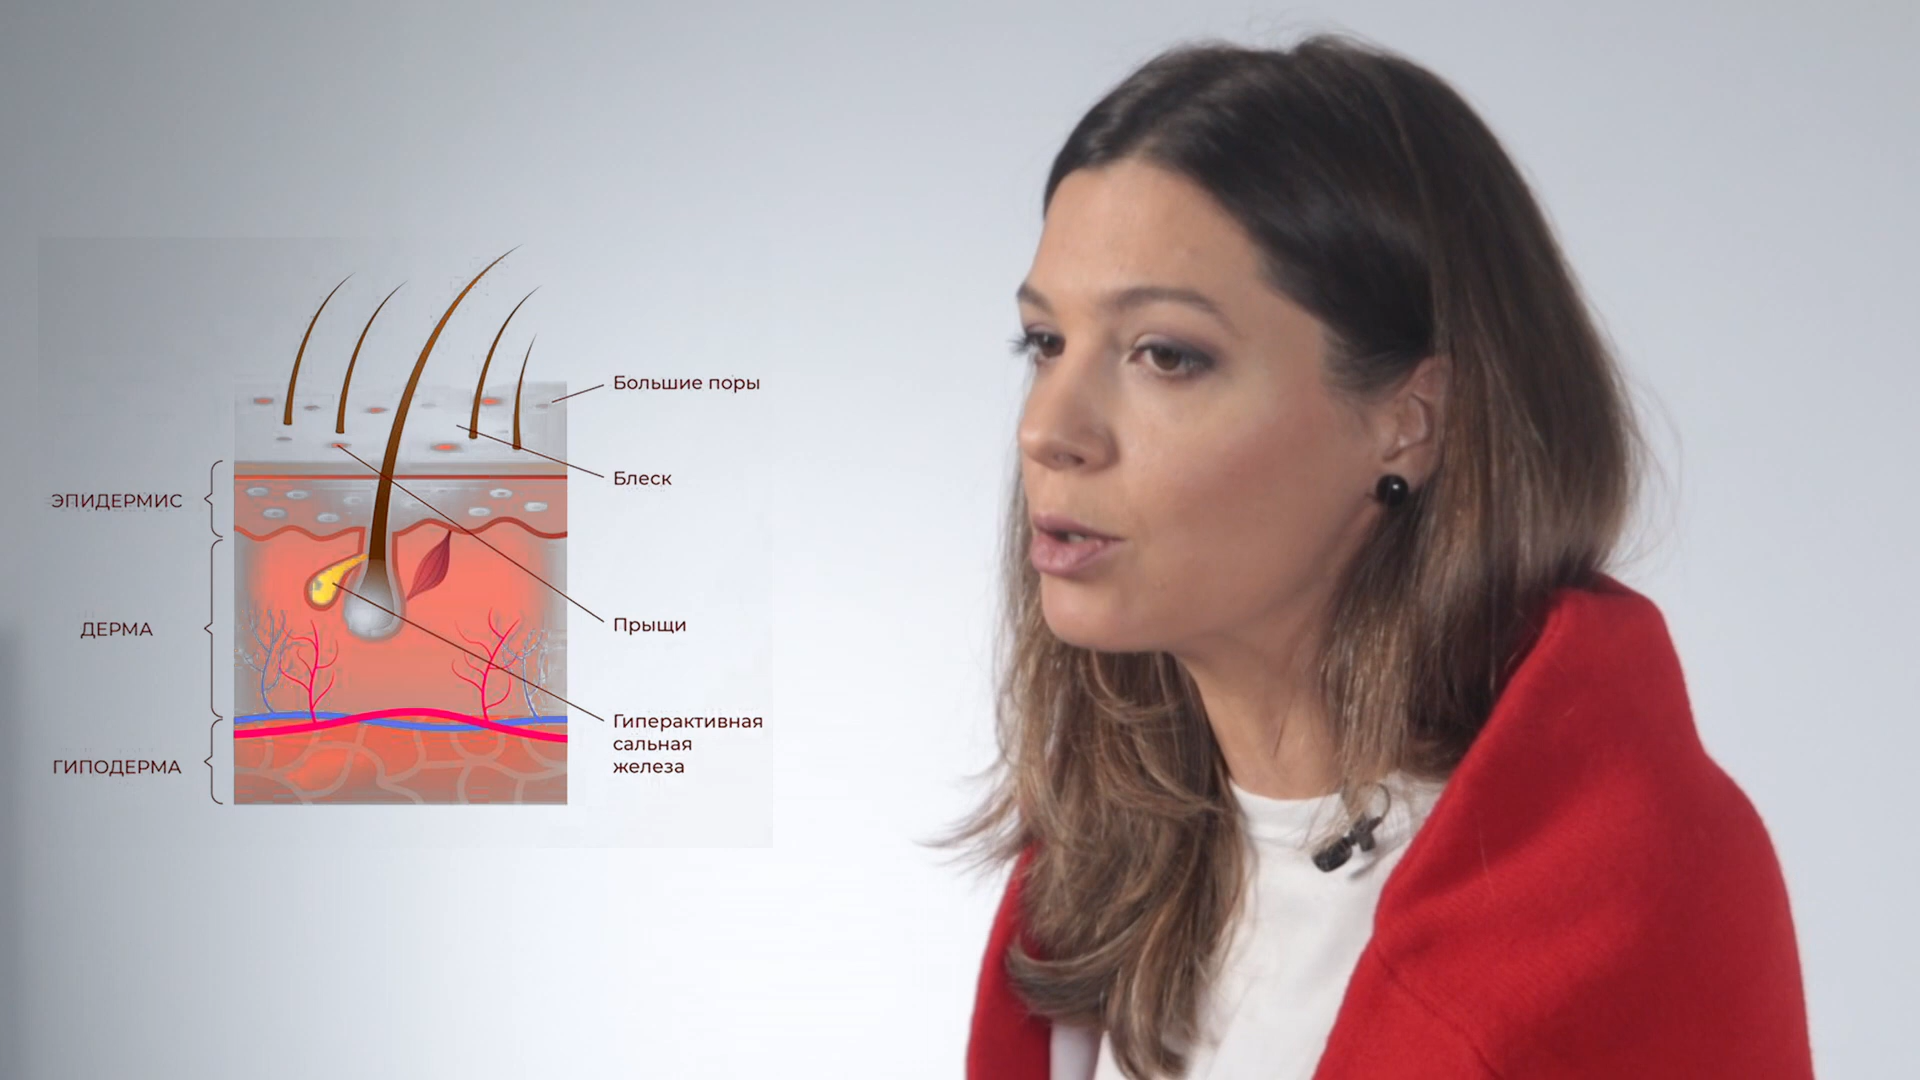 Большие поры
Блеск
ЭПИДЕРМИС
Прыщи
ДЕРМА
Гиперактивная
сальная
железа
ГИПОДЕРМА